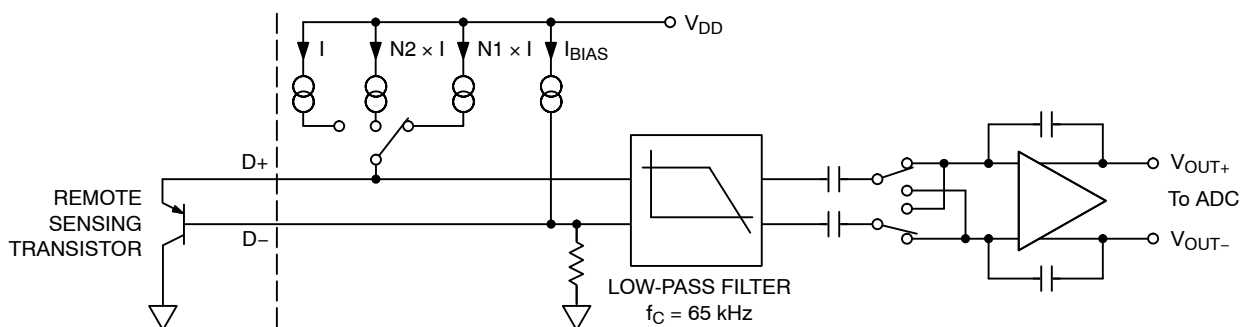 V_DD
I
N2 × I
N1 × I
I_BIAS
D+
REMOTE
SENSING
TRANSISTOR
D−
LOW-PASS FILTER
f_C = 65 kHz
V_OUT+
To ADC
V_OUT−